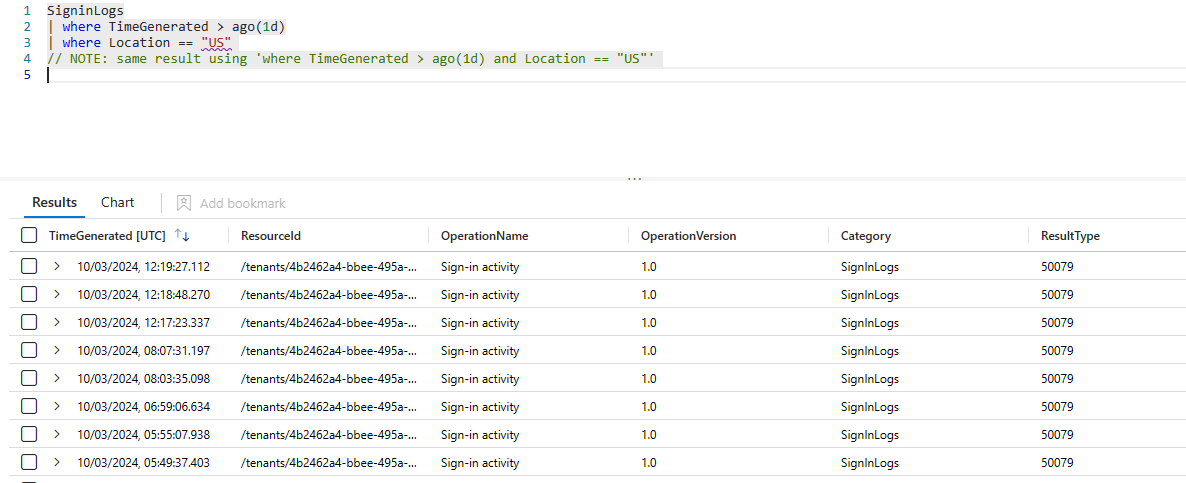 1 SigninLogs
2 | where TimeGenerated > ago(1d)
3 | where Location == "US"
4 // NOTE: same result using 'where TimeGenerated > ago(1d) and Location == "US"'
5
...
Results Chart Add bookmark
TimeGenerated [UTC] ↑↓ ResourceId OperationName OperationVersion Category ResultType
> 10/03/2024, 12:19:27.112 /tenants/4b2462a4-bbee-495a-... Sign-in activity 1.0 SignInLogs 50079
> 10/03/2024, 12:18:48.270 /tenants/4b2462a4-bbee-495a-... Sign-in activity 1.0 SignInLogs 50079
> 10/03/2024, 12:17:23.337 /tenants/4b2462a4-bbee-495a-... Sign-in activity 1.0 SignInLogs 50079
> 10/03/2024, 08:07:31.197 /tenants/4b2462a4-bbee-495a-... Sign-in activity 1.0 SignInLogs 50079
> 10/03/2024, 08:03:35.098 /tenants/4b2462a4-bbee-495a-... Sign-in activity 1.0 SignInLogs 50079
> 10/03/2024, 06:59:06.634 /tenants/4b2462a4-bbee-495a-... Sign-in activity 1.0 SignInLogs 50079
> 10/03/2024, 05:55:07.938 /tenants/4b2462a4-bbee-495a-... Sign-in activity 1.0 SignInLogs 50079
> 10/03/2024, 05:49:37.403 /tenants/4b2462a4-bbee-495a-... Sign-in activity 1.0 SignInLogs 50079